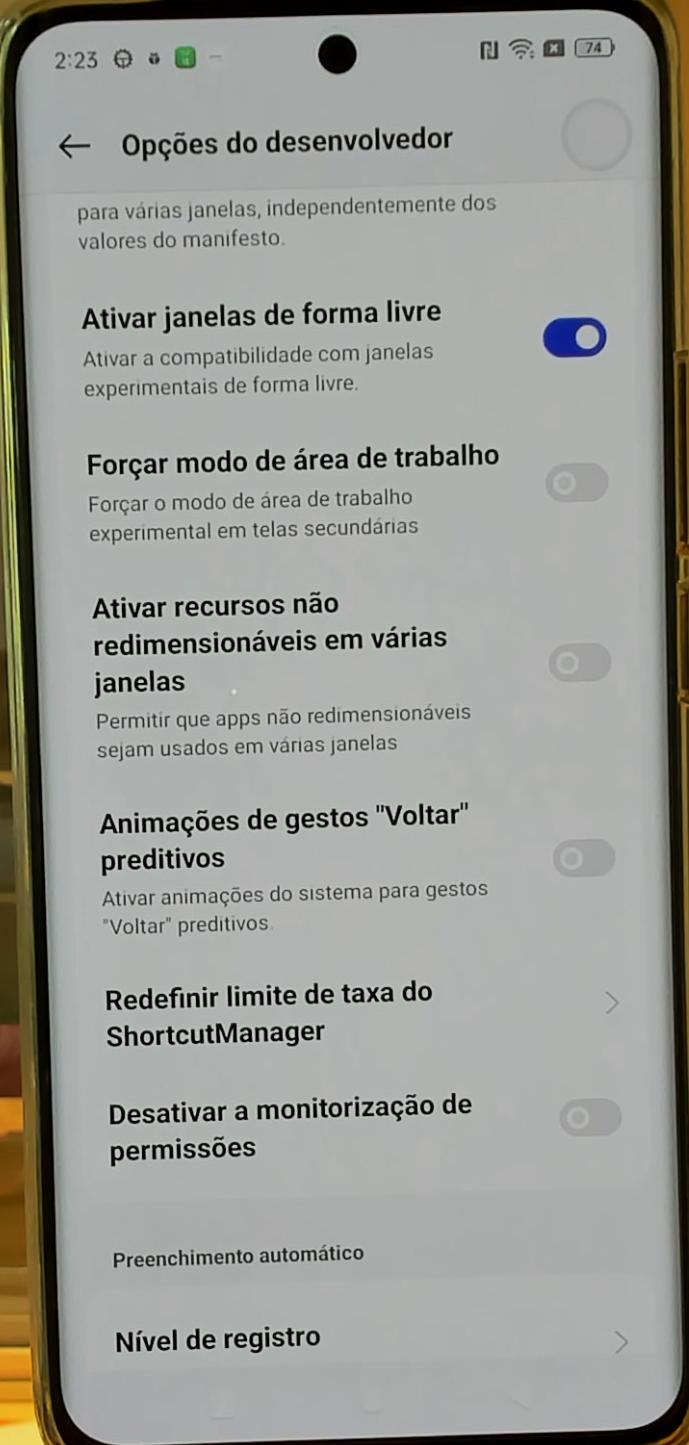 2:23
74
Opções do desenvolvedor
para várias janelas, independentemente dos
valores do manifesto.
Ativar janelas de forma livre
Ativar a compatibilidade com janelas
experimentais de forma livre.
Forçar modo de área de trabalho
Forçar o modo de área de trabalho
experimental em telas secundárias
Ativar recursos não
redimensionáveis em várias
janelas
Permitir que apps não redimensionáveis
sejam usados em várias janelas
Animações de gestos "Voltar"
preditivos
Ativar animações do sistema para gestos
"Voltar" preditivos.
Redefinir limite de taxa do
ShortcutManager
Desativar a monitorização de
permissões
Preenchimento automático
Nível de registro